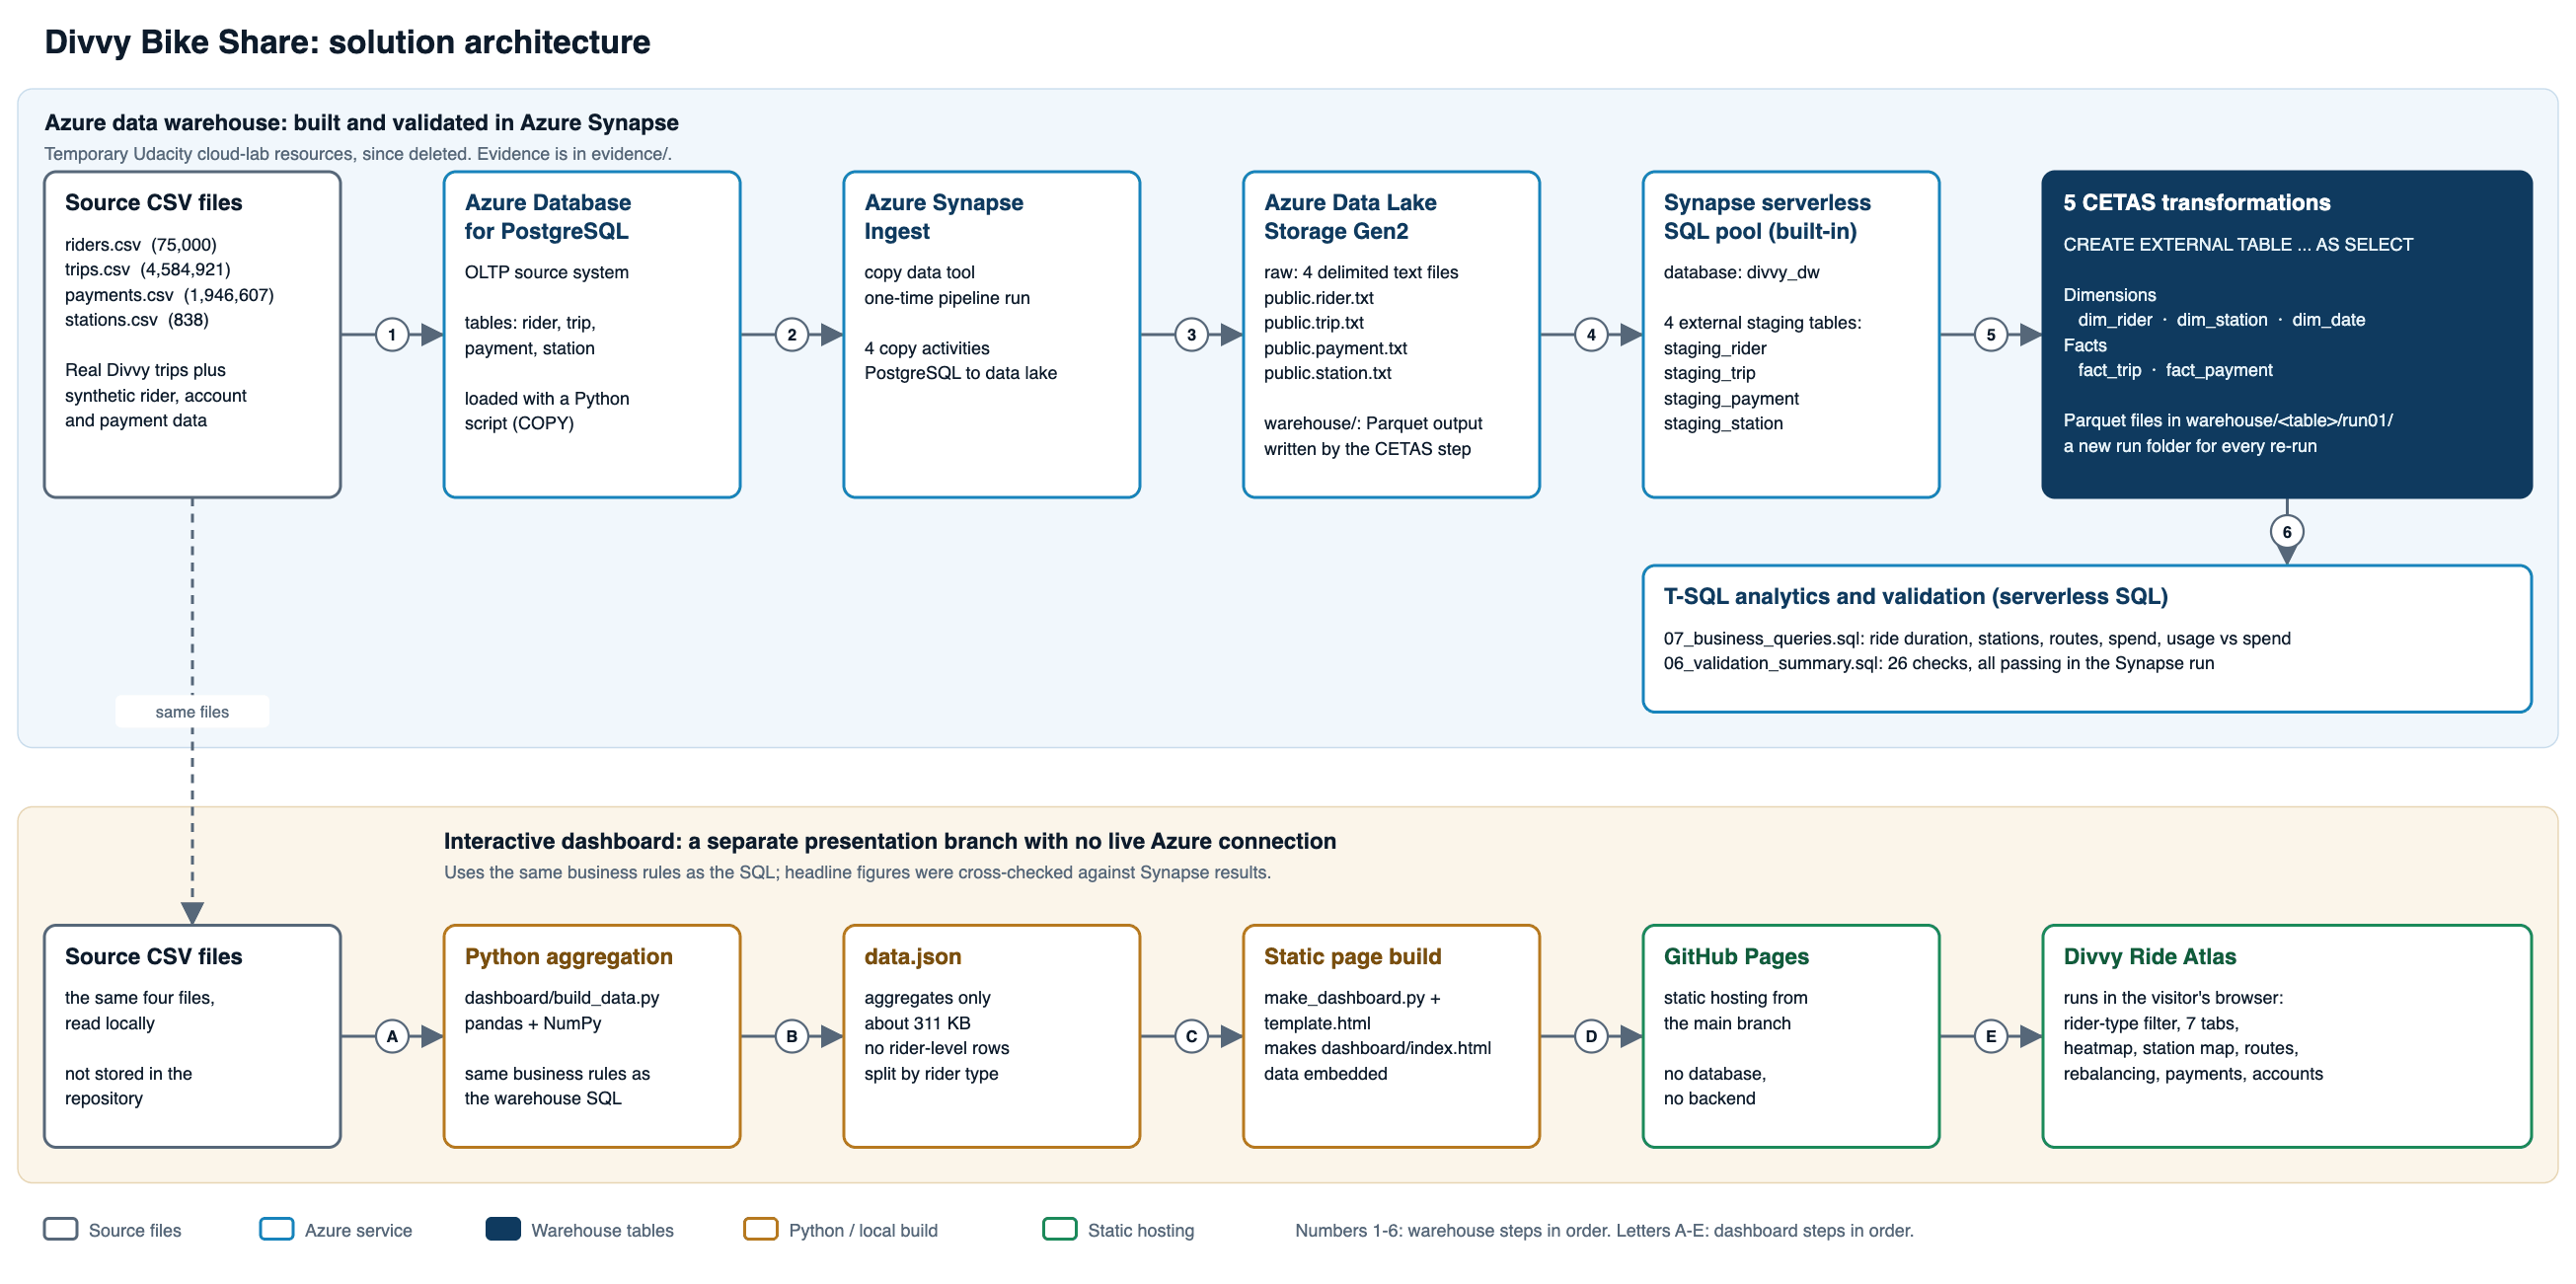 Divvy Bike Share: solution architecture
Azure data warehouse: built and validated in Azure Synapse
Temporary Udacity cloud-lab resources, since deleted. Evidence is in evidence/.
Source CSV files
riders.csv (75,000)
trips.csv (4,584,921)
payments.csv (1,946,607)
stations.csv (838)
Real Divvy trips plus
synthetic rider, account
and payment data
1
Azure Database
for PostgreSQL
OLTP source system
tables: rider, trip,
payment, station
loaded with a Python
script (COPY)
2
Azure Synapse
Ingest
copy data tool
one-time pipeline run
4 copy activities
PostgreSQL to data lake
3
Azure Data Lake
Storage Gen2
raw: 4 delimited text files
public.rider.txt
public.trip.txt
public.payment.txt
public.station.txt
warehouse/: Parquet output
written by the CETAS step
4
Synapse serverless
SQL pool (built-in)
database: divvy_dw
4 external staging tables:
staging_rider
staging_trip
staging_payment
staging_station
5
5 CETAS transformations
CREATE EXTERNAL TABLE ... AS SELECT
Dimensions
dim_rider · dim_station · dim_date
Facts
fact_trip · fact_payment
Parquet files in warehouse/<table>/run01/
a new run folder for every re-run
6
T-SQL analytics and validation (serverless SQL)
07_business_queries.sql: ride duration, stations, routes, spend, usage vs spend
06_validation_summary.sql: 26 checks, all passing in the Synapse run
same files
Interactive dashboard: a separate presentation branch with no live Azure connection
Uses the same business rules as the SQL; headline figures were cross-checked against Synapse results.
Source CSV files
the same four files,
read locally
not stored in the
repository
A
Python aggregation
dashboard/build_data.py
pandas + NumPy
same business rules as
the warehouse SQL
B
data.json
aggregates only
about 311 KB
no rider-level rows
split by rider type
C
Static page build
make_dashboard.py +
template.html
makes dashboard/index.html
data embedded
D
GitHub Pages
static hosting from
the main branch
no database,
no backend
E
Divvy Ride Atlas
runs in the visitor's browser:
rider-type filter, 7 tabs,
heatmap, station map, routes,
rebalancing, payments, accounts
Source files
Azure service
Warehouse tables
Python / local build
Static hosting
Numbers 1-6: warehouse steps in order. Letters A-E: dashboard steps in order.